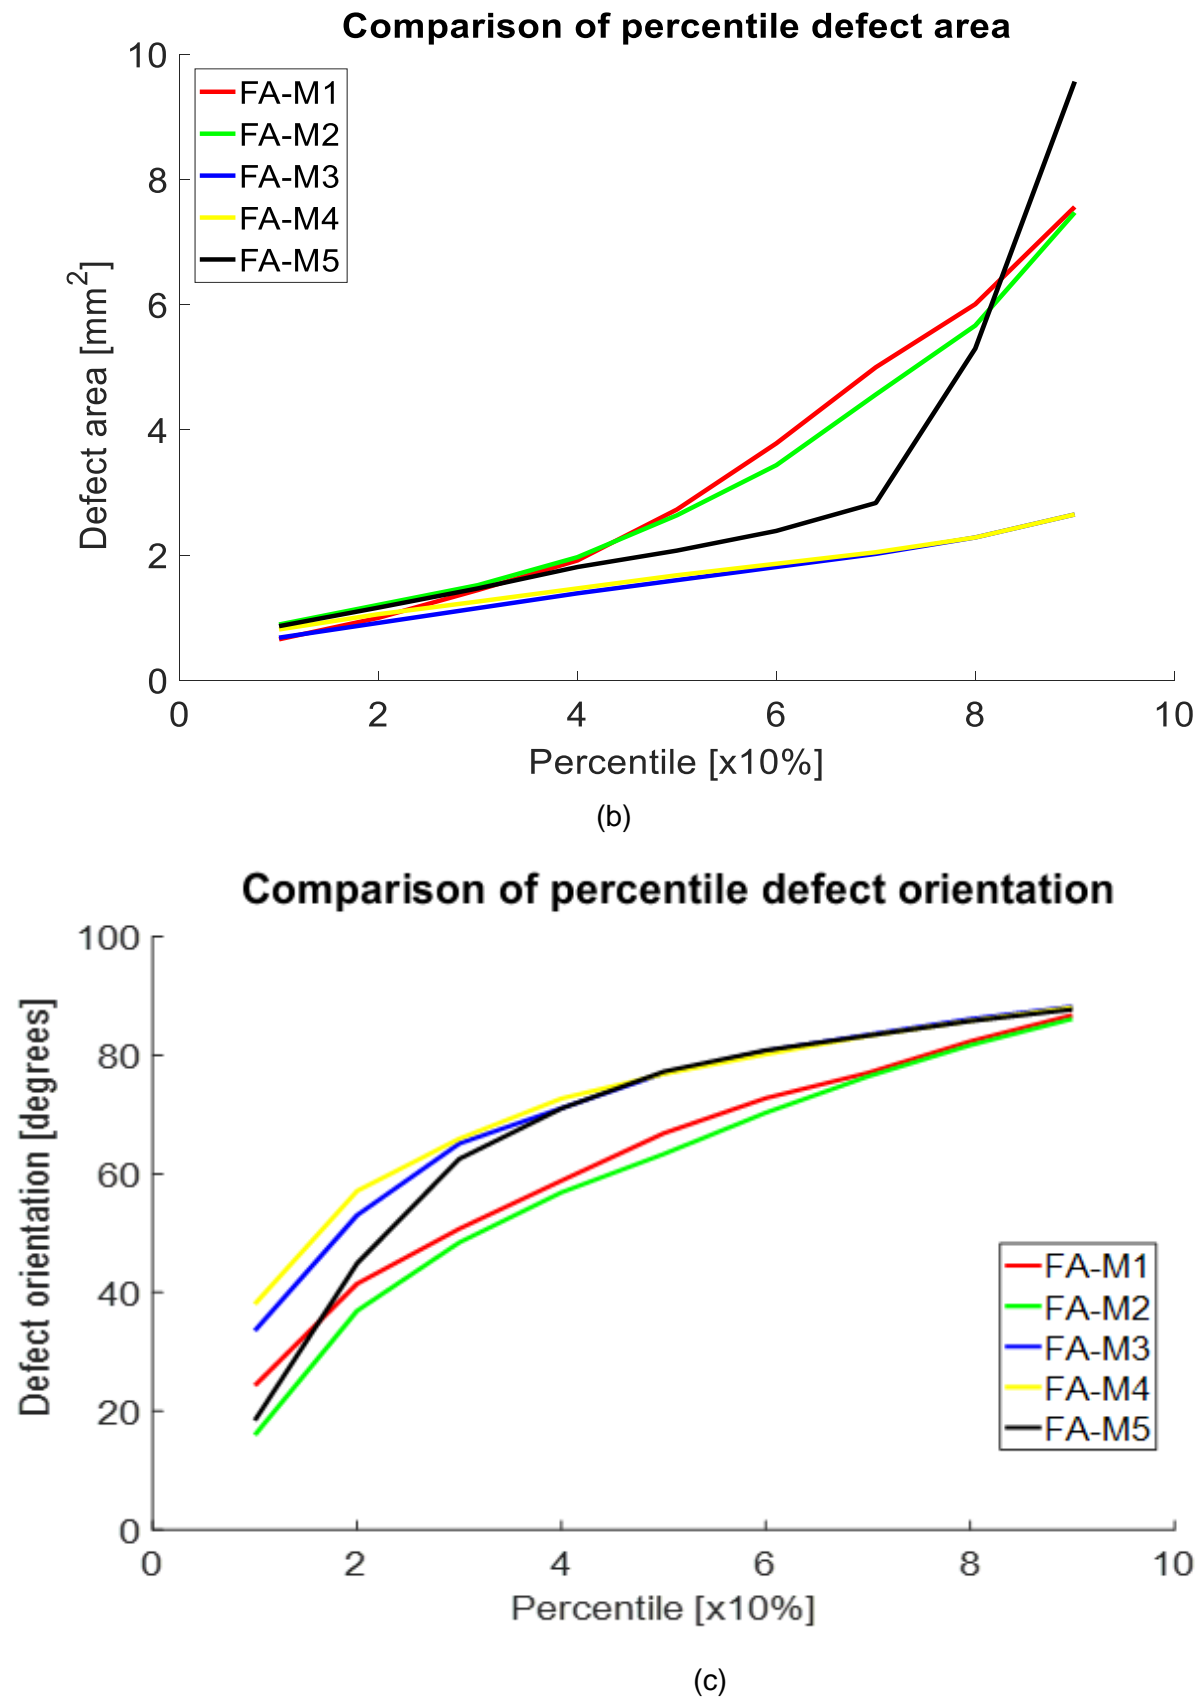 Comparison of percentile defect area
10
8
6
4
2
0
Defect area [mm²]
FA-M1
FA-M2
FA-M3
FA-M4
FA-M5
0 2 4 6 8 10
Percentile [x10%]
(b)
Comparison of percentile defect orientation
100
80
60
40
20
0
Defect orientation [degrees]
FA-M1
FA-M2
FA-M3
FA-M4
FA-M5
0 2 4 6 8 10
Percentile [x10%]
(c)